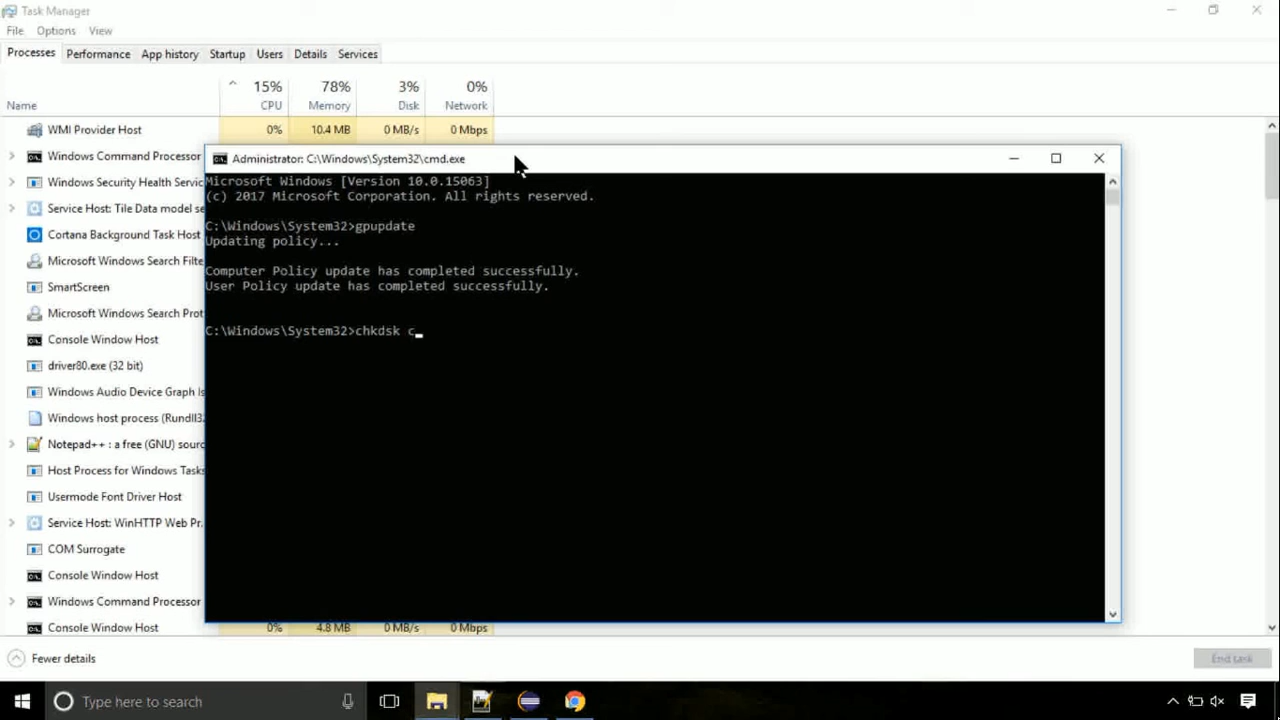 Task Manager
File Options View
Processes Performance App history Startup Users Details Services
15% 78% 3% 0%
Name CPU Memory Disk Network
WMI Provider Host 0% 10.4 MB 0 MB/s 0 Mbps
Windows Command Processor
Windows Security Health Servic
Service Host: Tile Data model se
Cortana Background Task Host
Microsoft Windows Search Filte
SmartScreen
Microsoft Windows Search Prot
Console Window Host
driver80.exe (32 bit)
Windows Audio Device Graph Is
Windows host process (Rundll32
Notepad++ : a free (GNU) sourc
Host Process for Windows Tasks
Usermode Font Driver Host
Service Host: WinHTTP Web Pr.
COM Surrogate
Console Window Host
Windows Command Processor
Console Window Host 0% 4.8 MB 0 MB/s 0 Mbps
Administrator: C:\Windows\System32\cmd.exe
Microsoft Windows [Version 10.0.15063]
(c) 2017 Microsoft Corporation. All rights reserved.
C:\Windows\System32>gpupdate
Updating policy...
Computer Policy update has completed successfully.
User Policy update has completed successfully.
C:\Windows\System32>chkdsk c
Fewer details
End task
Type here to search